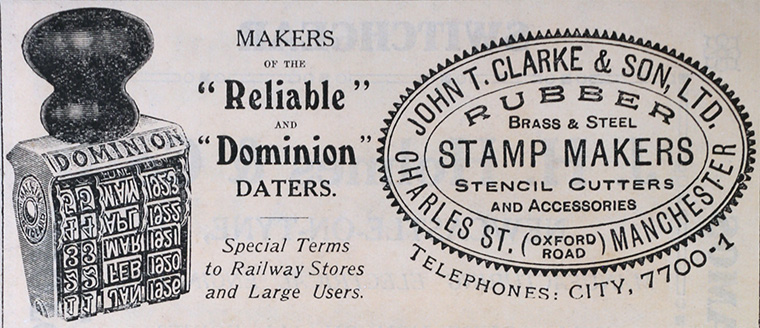 DOMINION
MAKERS
OF THE
"Reliable"
AND
"Dominion"
DATERS.
Special Terms
to Railway Stores
and Large Users.
JOHN T. CLARKE & SON, LTD.
RUBBER
BRASS & STEEL
STAMP MAKERS
STENCIL CUTTERS
AND ACCESSORIES
CHARLES ST. (OXFORD ROAD) MANCHESTER
TELEPHONES: CITY, 7700-1